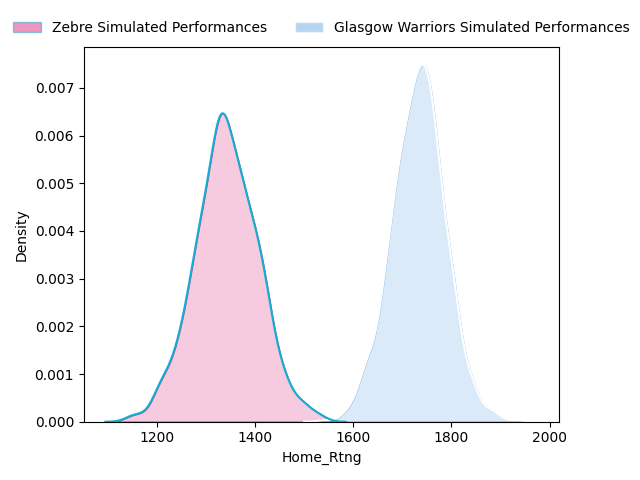 Zebre Simulated Performances Glasgow Warriors Simulated Performances
0.007
0.006
0.005
0.004
0.003
0.002
0.001
0.000
Density
1200 1400 1600 1800 2000
Home_Rtng